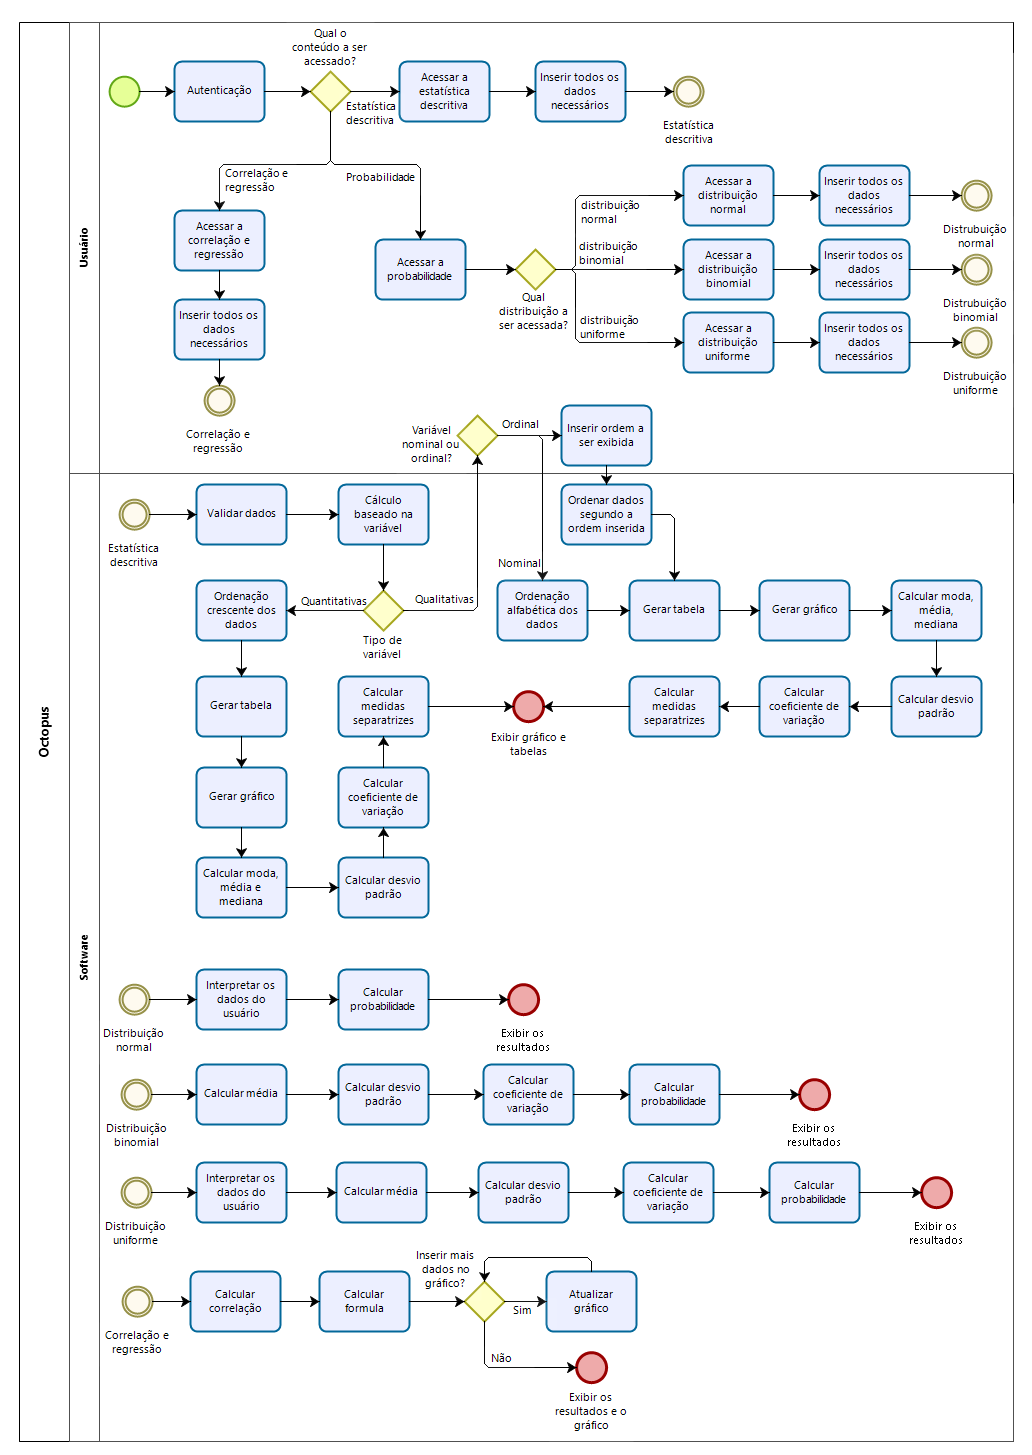 Octopus
Usuário
Qual o
conteúdo a ser
acessado?
Autenticação
Estatística
descritiva
Acessar a
estatística
descritiva
Inserir todos os
dados
necessários
Estatística
descritiva
Correlação e
regressão
Probabilidade
Acessar a
correlação e
regressão
Inserir todos os
dados
necessários
Correlação e
regressão
Acessar a
probabilidade
Qual
distribuição a
ser acessada?
distribuição
normal
Acessar a
distribuição
normal
Inserir todos os
dados
necessários
Distrubuição
normal
distribuição
binomial
Acessar a
distribuição
binomial
Inserir todos os
dados
necessários
Distrubuição
binomial
distribuição
uniforme
Acessar a
distribuição
uniforme
Inserir todos os
dados
necessários
Distrubuição
uniforme
Variável
nominal ou
ordinal?
Ordinal
Inserir ordem a
ser exibida
Software
Estatística
descritiva
Validar dados
Cálculo
baseado na
variável
Ordenar dados
segundo a
ordem inserida
Nominal
Quantitativas
Qualitativas
Tipo de
variável
Ordenação
crescente dos
dados
Ordenação
alfabética dos
dados
Gerar tabela
Gerar gráfico
Calcular moda,
média,
mediana
Gerar tabela
Calcular
medidas
separatrizes
Exibir gráfico e
tabelas
Calcular
medidas
separatrizes
Calcular
coeficiente de
variação
Calcular desvio
padrão
Gerar gráfico
Calcular
coeficiente de
variação
Calcular moda,
média e
mediana
Calcular desvio
padrão
Distribuição
normal
Interpretar os
dados do
usuário
Calcular
probabilidade
Exibir os
resultados
Distribuição
binomial
Calcular média
Calcular desvio
padrão
Calcular
coeficiente de
variação
Calcular
probabilidade
Exibir os
resultados
Distribuição
uniforme
Interpretar os
dados do
usuário
Calcular média
Calcular desvio
padrão
Calcular
coeficiente de
variação
Calcular
probabilidade
Exibir os
resultados
Correlação e
regressão
Calcular
correlação
Calcular
formula
Inserir mais
dados no
gráfico?
Sim
Atualizar
gráfico
Não
Exibir os
resultados e o
gráfico